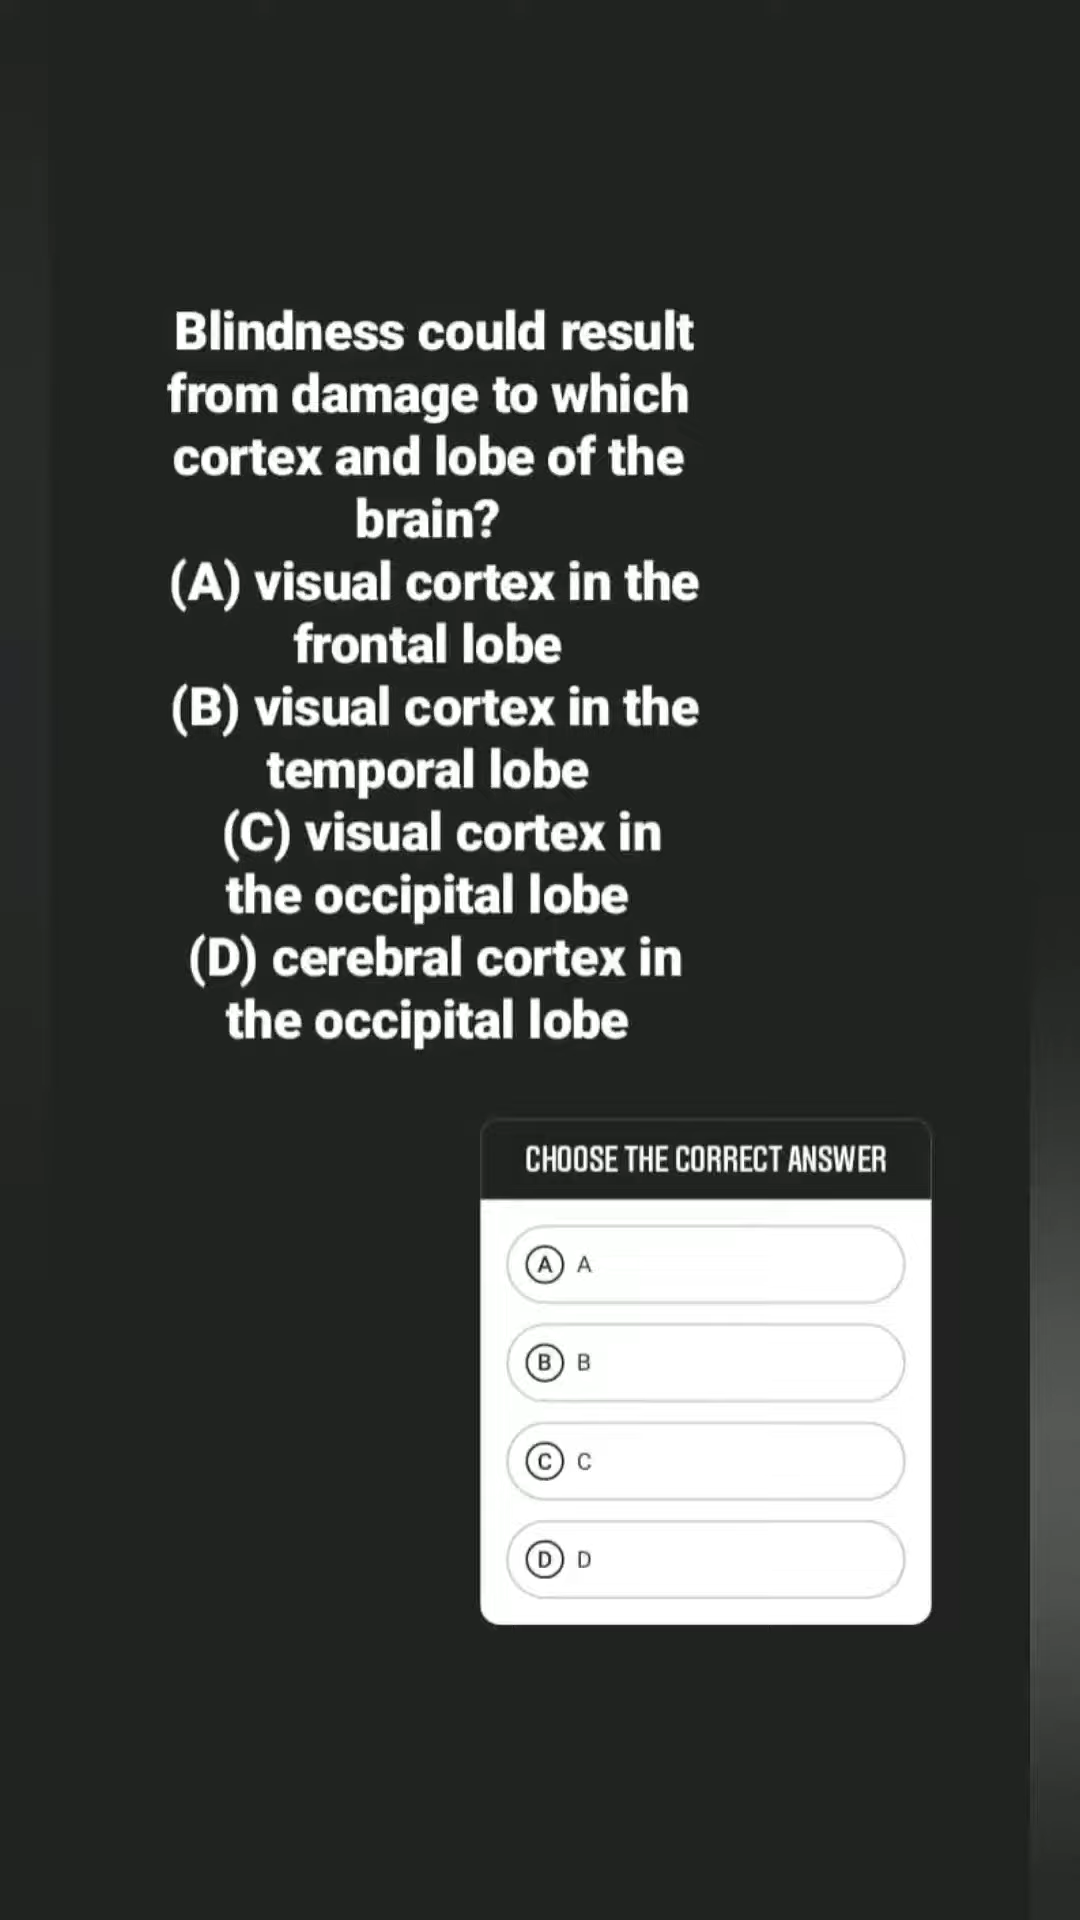 Blindness could result
from damage to which
cortex and lobe of the
brain?
(A) visual cortex in the
frontal lobe
(B) visual cortex in the
temporal lobe
(C) visual cortex in
the occipital lobe
(D) cerebral cortex in
the occipital lobe
CHOOSE THE CORRECT ANSWER
A A
B B
C C
D D